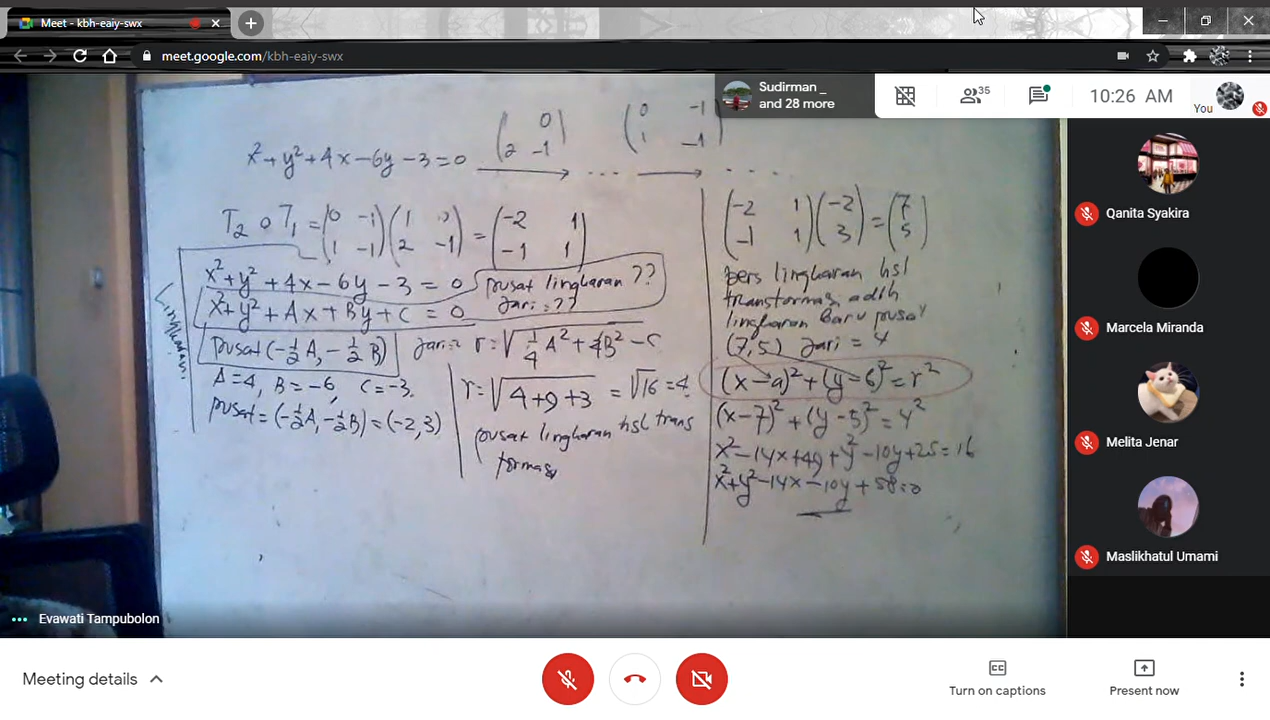 Meet - kbh-eaiy-swx
meet.google.com/kbh-eaiy-swx
Sudirman _
and 28 more
35
10:26 AM
You
x²+y²+4x-6y-3=0 ( 0 / 2 -1) → ... (0 -1 / 1 -1) → ....
T₂ o T₁ = (0 -1 / 1 -1)(1 0 / 2 -1) = (-2 1 / -1 1)
x²+y²+4x-6y-3=0 pusat lingkaran ??
jari = ??
x²+y²+Ax+By+C=0
pusat(-½A, -½B) jari = r=√¼A²+¼B²-C
A=4, B=-6, C=-3.
pusat=(-½A,-½B)=(-2,3)
r=√4+9+3 = √16=4
pusat lingkaran hsl trans
formasi
(-2 1 / -1 1)(-2 / 3)=(7 / 5)
pers lingkaran hsl
transformasi adlh
lingkaran baru pusat
(7,5) jari = 4
(x-a)²+(y-b)²=r²
(x-7)²+(y-5)²=4²
x²-14x+49+y²-10y+25=16
x²+y²-14x-10y+58=0
Qanita Syakira
Marcela Miranda
Melita Jenar
Maslikhatul Umami
Evawati Tampubolon
Meeting details
Turn on captions
Present now